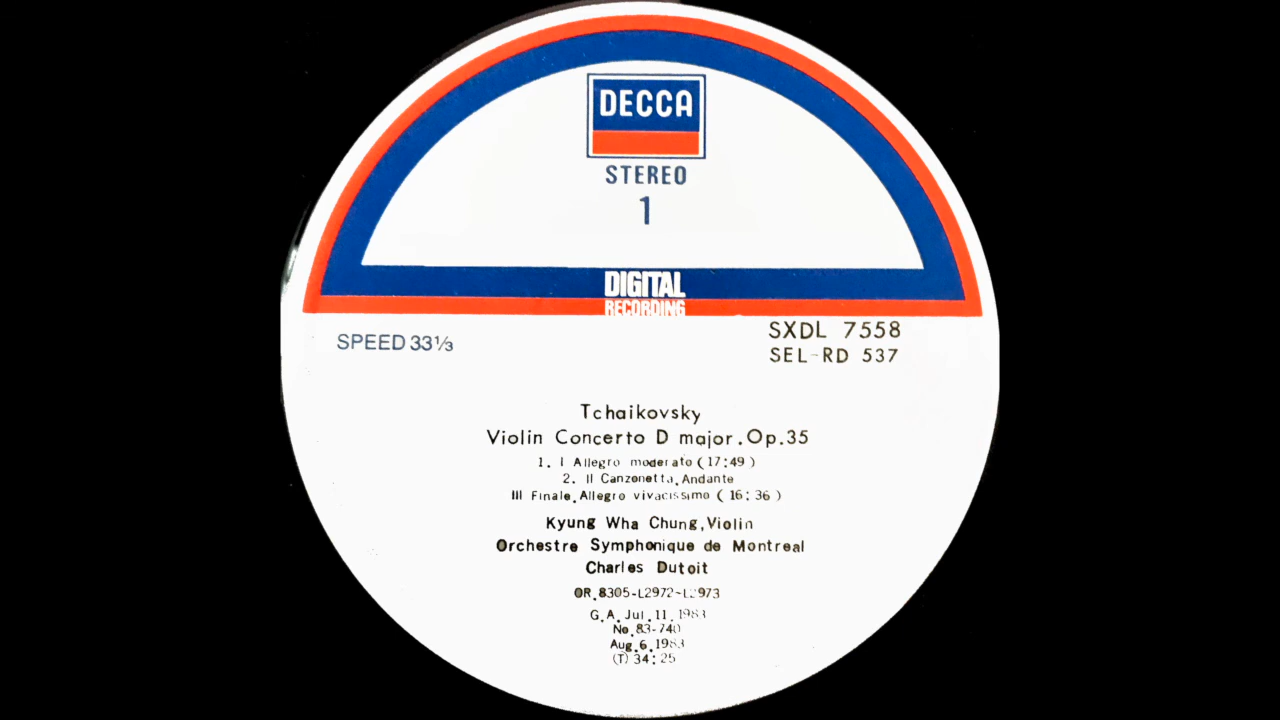 DECCA
STEREO
1
DIGITAL
RECORDING
SPEED 33⅓
SXDL 7558
SEL-RD 537
Tchaikovsky
Violin Concerto D major.Op.35
1. I Allegro moderato (17:49)
2. II Canzonetta.Andante
III Finale.Allegro vivacissimo (16:36)
Kyung Wha Chung,Violin
Orchestre Symphonique de Montreal
Charles Dutoit
OR.8305-L2972~L2973
G.A. Jul.11.1983
No.83-740
Aug.6.1983
(T) 34:25